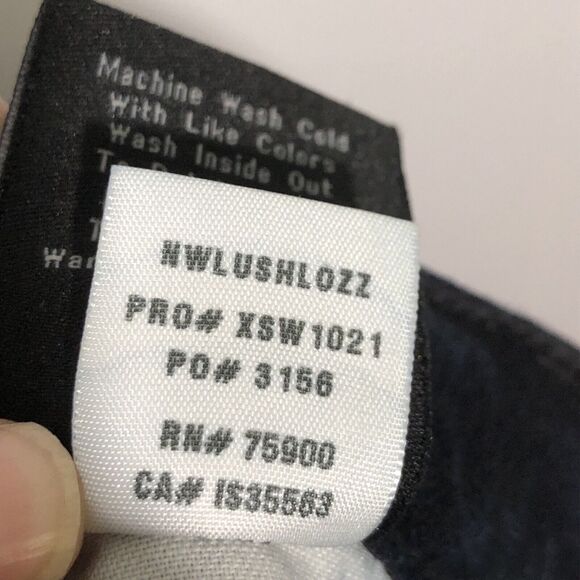 Machine Wash Cold
With Like Colors
Wash Inside Out
NWLUSHLOZZ
PRO# XSW1021
PO# 3156
RN# 75900
CA# IS35563